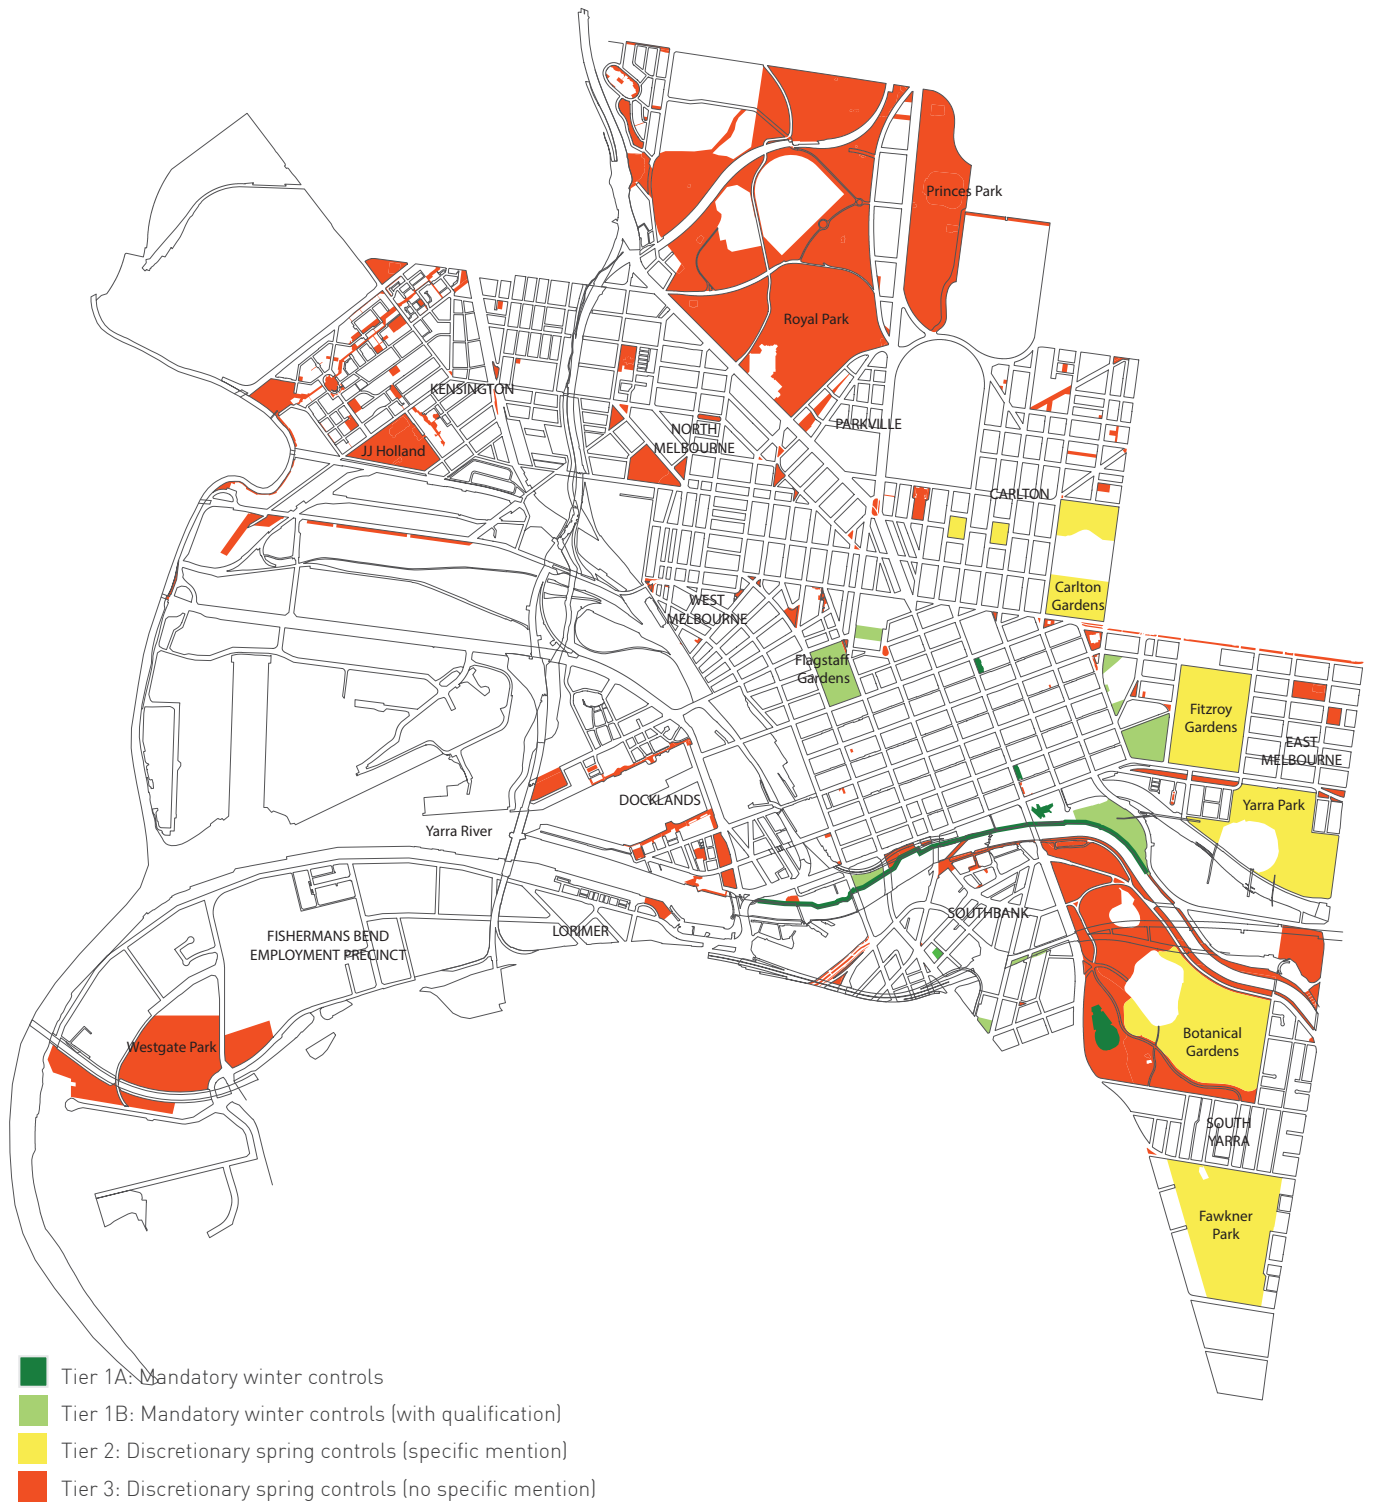 Princes Park
Royal Park
KENSINGTON
PARKVILLE
NORTH
MELBOURNE
JJ Holland
CARLTON
Carlton
Gardens
WEST
MELBOURNE
Flagstaff
Gardens
Fitzroy
Gardens
EAST
MELBOURNE
DOCKLANDS
Yarra Park
Yarra River
SOUTHBANK
LORIMER
FISHERMANS BEND
EMPLOYMENT PRECINCT
Westgate Park
Botanical
Gardens
SOUTH
YARRA
Fawkner
Park
Tier 1A: Mandatory winter controls
Tier 1B: Mandatory winter controls (with qualification)
Tier 2: Discretionary spring controls (specific mention)
Tier 3: Discretionary spring controls (no specific mention)